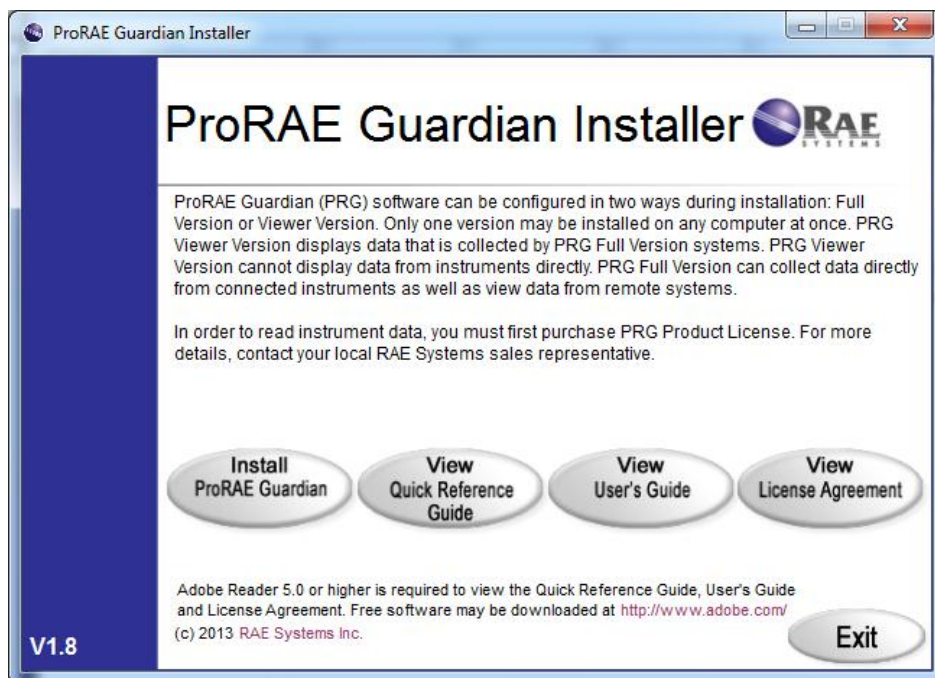 ProRAE Guardian Installer
ProRAE Guardian Installer
RAE
SYSTEMS
ProRAE Guardian (PRG) software can be configured in two ways during installation: Full
Version or Viewer Version. Only one version may be installed on any computer at once. PRG
Viewer Version displays data that is collected by PRG Full Version systems. PRG Viewer
Version cannot display data from instruments directly. PRG Full Version can collect data directly
from connected instruments as well as view data from remote systems.
In order to read instrument data, you must first purchase PRG Product License. For more
details, contact your local RAE Systems sales representative.
Install
ProRAE Guardian
View
Quick Reference
Guide
View
User's Guide
View
License Agreement
Adobe Reader 5.0 or higher is required to view the Quick Reference Guide, User's Guide
and License Agreement. Free software may be downloaded at http://www.adobe.com/
(c) 2013 RAE Systems Inc.
V1.8
Exit